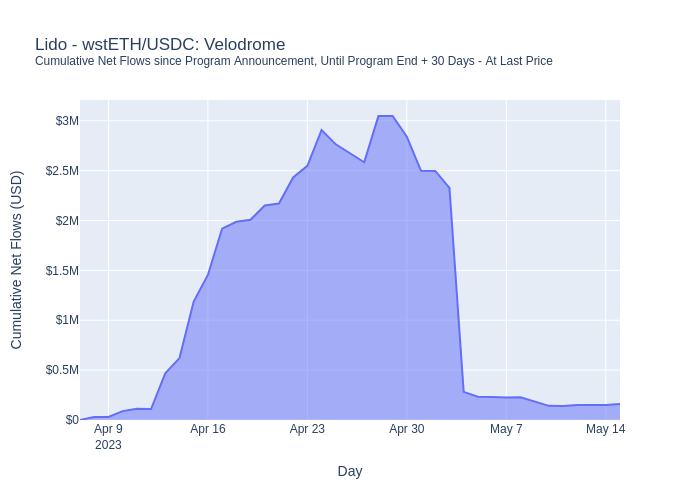 Lido - wstETH/USDC: Velodrome
Cumulative Net Flows since Program Announcement, Until Program End + 30 Days - At Last Price
Cumulative Net Flows (USD)
$3M
$2.5M
$2M
$1.5M
$1M
$0.5M
$0
Apr 9
2023
Apr 16
Apr 23
Apr 30
May 7
May 14
Day